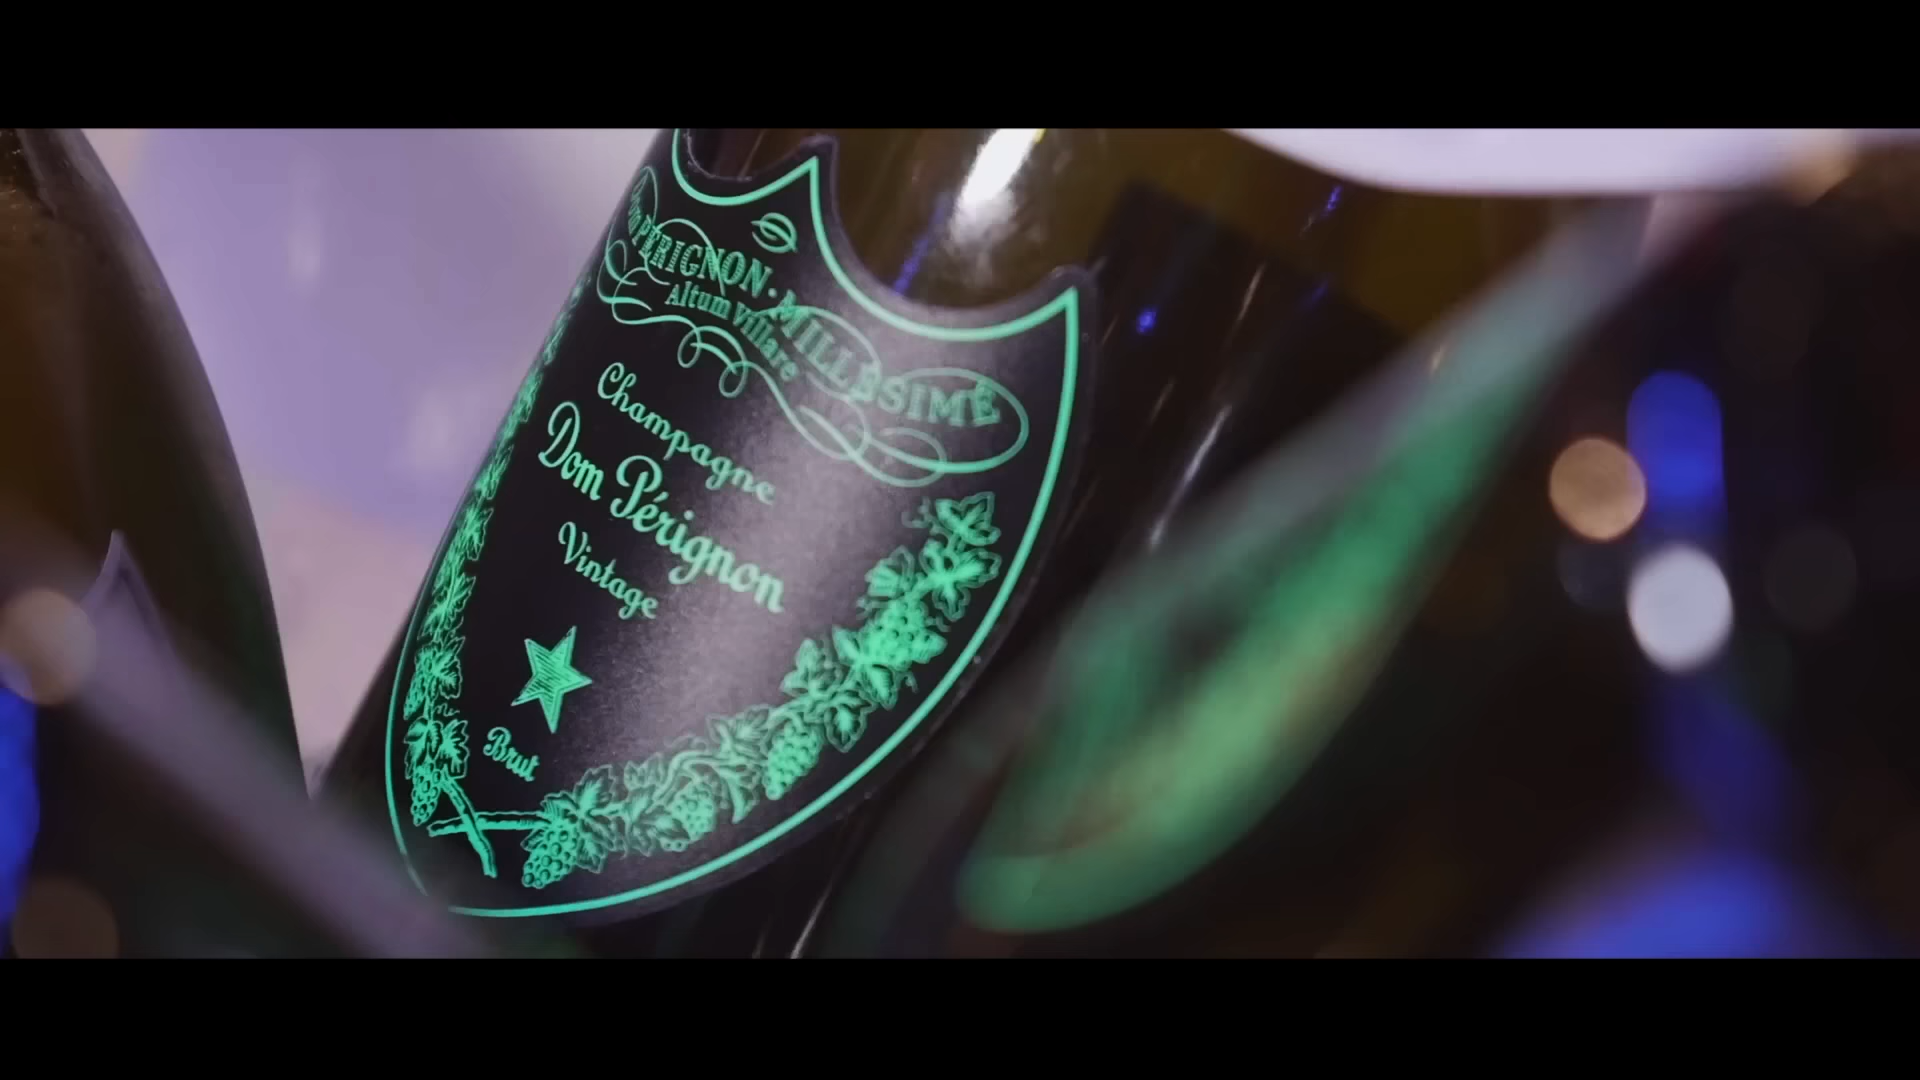 DOM PÉRIGNON · MILLÉSIMÉ
Altum villare
Champagne
Dom Pérignon
Vintage
Brut